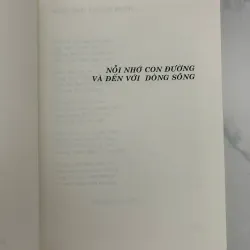 NỖI NHỚ CON ĐƯỜNG
VÀ ĐẾN VỚI DÒNG SÔNG